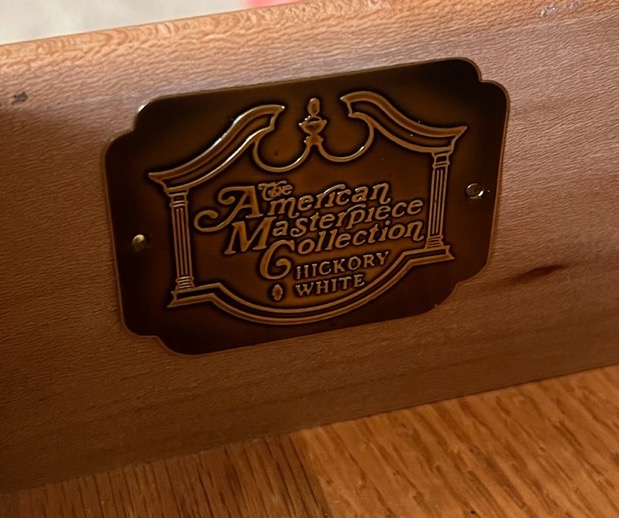 The
American
Masterpiece
Collection
HICKORY
WHITE